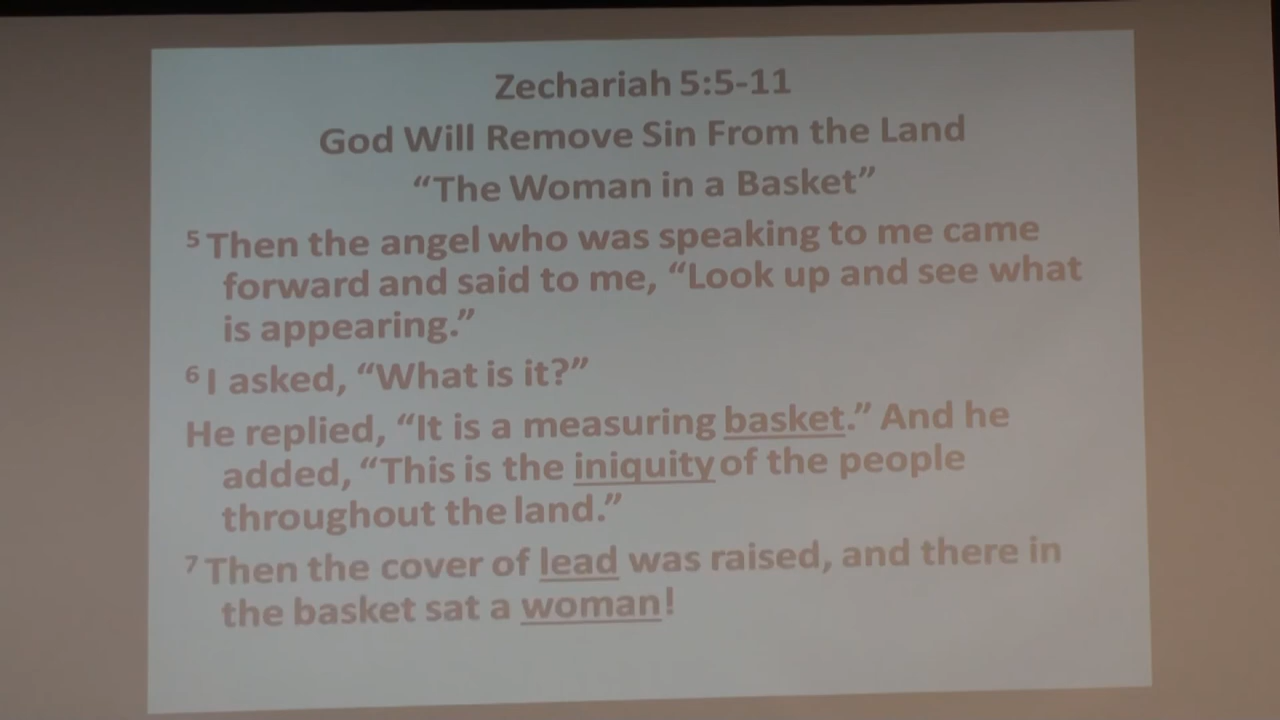 Zechariah 5:5-11
God Will Remove Sin From the Land
“The Woman in a Basket”
5 Then the angel who was speaking to me came
forward and said to me, “Look up and see what
is appearing.”
6 I asked, “What is it?”
He replied, “It is a measuring basket.” And he
added, “This is the iniquity of the people
throughout the land.”
7 Then the cover of lead was raised, and there in
the basket sat a woman!